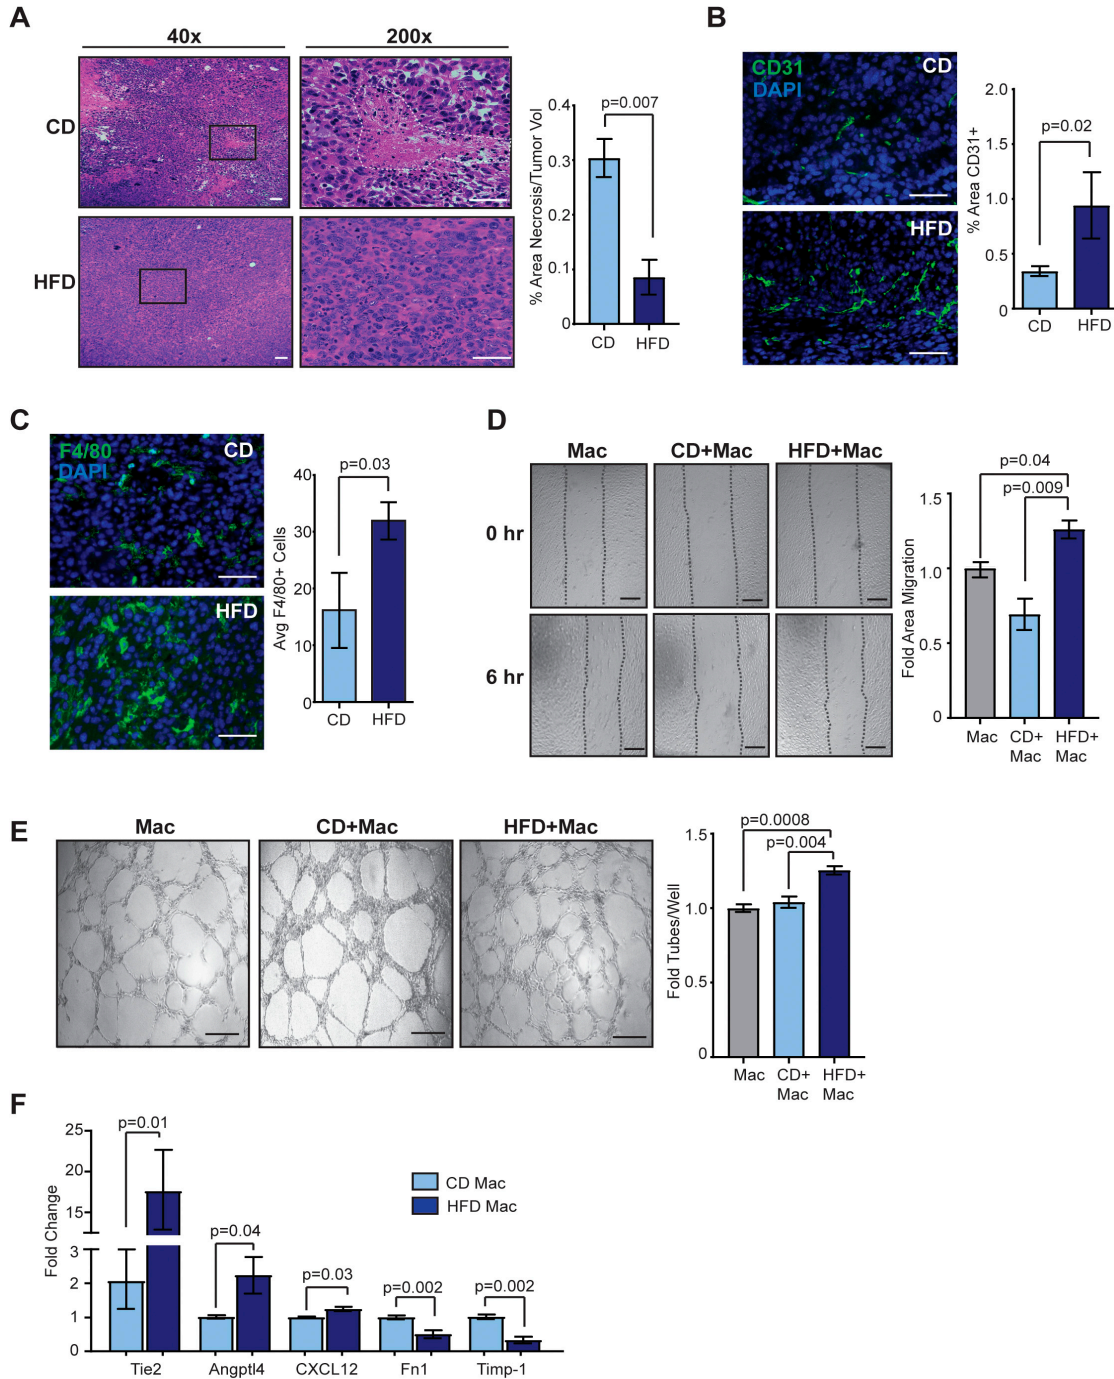 A
40x
200x
CD
HFD
% Area Necrosis/Tumor Vol
0.4
0.3
0.2
0.1
0
p=0.007
CD
HFD
B
CD31
DAPI
CD
HFD
% Area CD31+
2.0
1.5
1.0
0.5
0
p=0.02
CD
HFD
C
F4/80
DAPI
CD
HFD
Avg F4/80+ Cells
40
30
20
10
0
p=0.03
CD
HFD
D
Mac
CD+Mac
HFD+Mac
0 hr
6 hr
Fold Area Migration
1.5
1.0
0.5
0
p=0.04
p=0.009
Mac
CD+
Mac
HFD+
Mac
E
Mac
CD+Mac
HFD+Mac
Fold Tubes/Well
1.5
1.0
0.5
0
p=0.0008
p=0.004
Mac
CD+
Mac
HFD+
Mac
F
Fold Change
25
20
15
3
2
1
0
p=0.01
p=0.04
p=0.03
p=0.002
p=0.002
CD Mac
HFD Mac
Tie2
Angptl4
CXCL12
Fn1
Timp-1